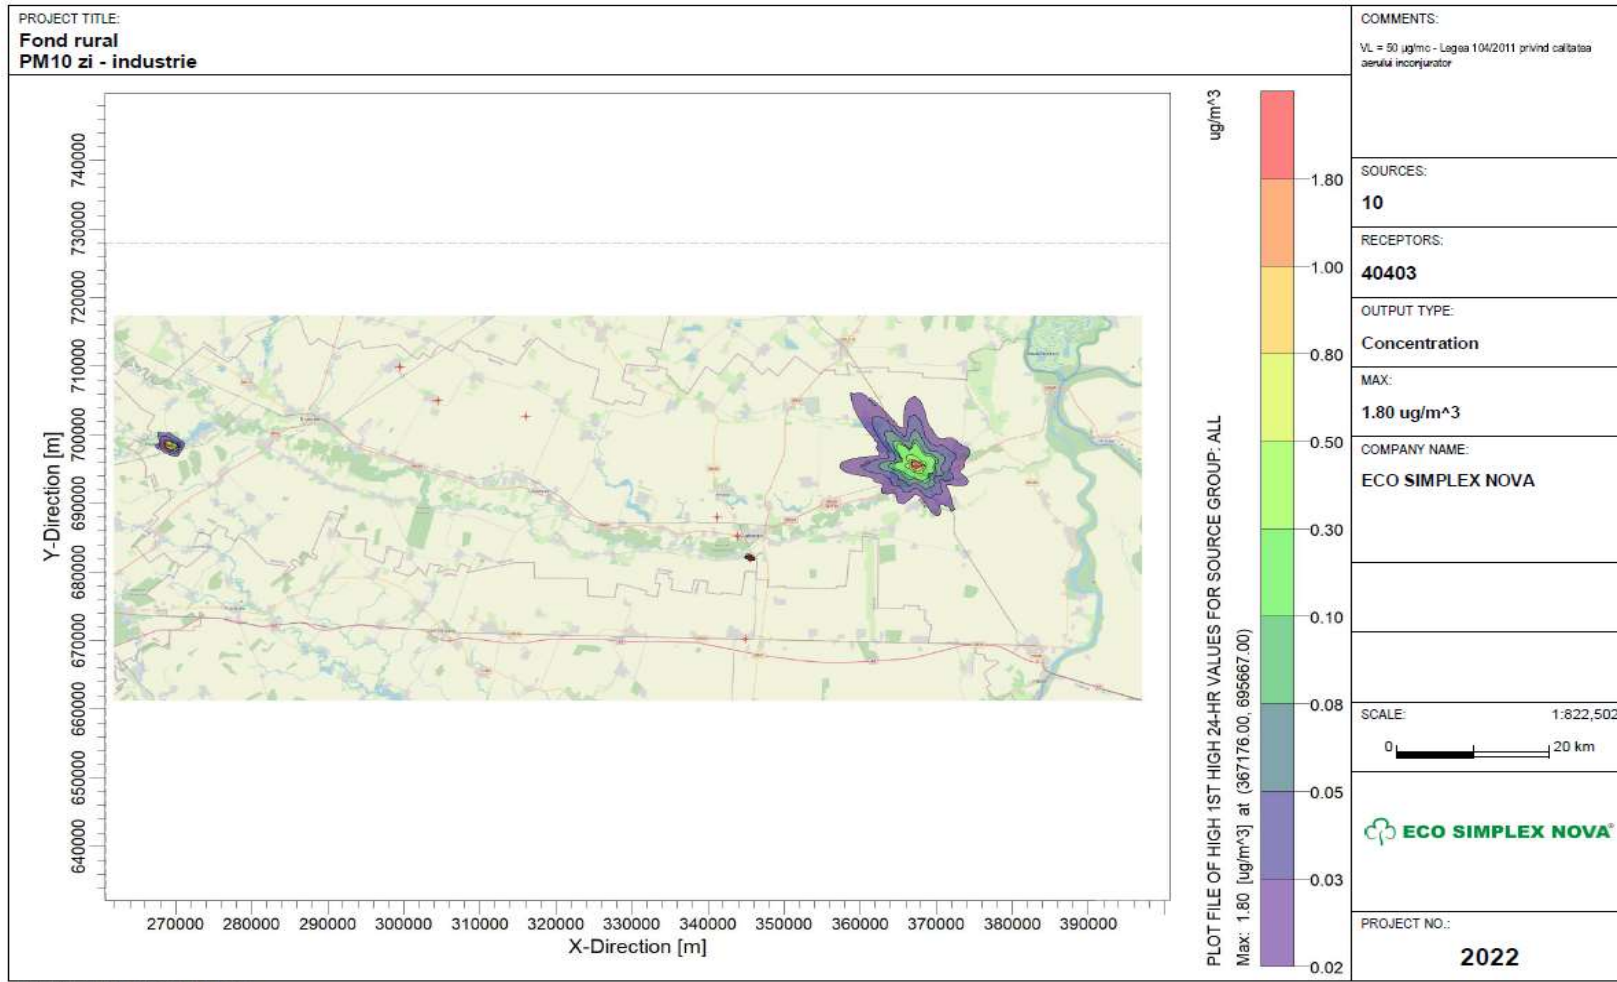 PROJECT TITLE:
Fond rural
PM10 zi - industrie
COMMENTS:
VL = 50 µg/mc - Legea 104/2011 privind calitatea
aerului inconjurator
SOURCES:
10
RECEPTORS:
40403
OUTPUT TYPE:
Concentration
MAX:
1.80 ug/m^3
COMPANY NAME:
ECO SIMPLEX NOVA
SCALE:
1:822,502
0
20 km
ECO SIMPLEX NOVA®
PROJECT NO.:
2022
Y-Direction [m]
740000
730000
720000
710000
700000
690000
680000
670000
660000
650000
640000
270000 280000 290000 300000 310000 320000 330000 340000 350000 360000 370000 380000 390000
X-Direction [m]
PLOT FILE OF HIGH 1ST HIGH 24-HR VALUES FOR SOURCE GROUP: ALL
Max: 1.80 [ug/m^3] at (367176.00, 695667.00)
ug/m^3
1.80
1.00
0.80
0.50
0.30
0.10
0.08
0.05
0.03
0.02